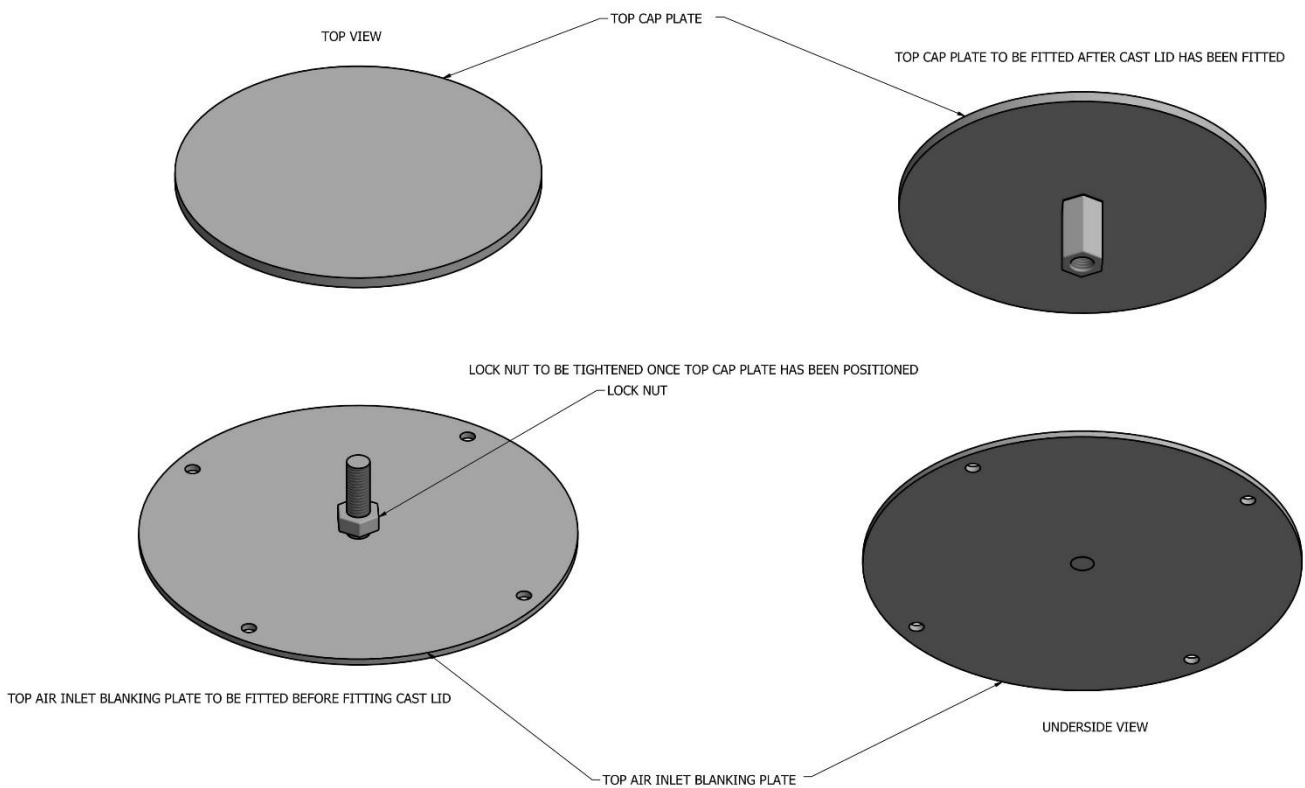 TOP CAP PLATE
TOP VIEW
TOP CAP PLATE TO BE FITTED AFTER CAST LID HAS BEEN FITTED
LOCK NUT TO BE TIGHTENED ONCE TOP CAP PLATE HAS BEEN POSITIONED
LOCK NUT
TOP AIR INLET BLANKING PLATE TO BE FITTED BEFORE FITTING CAST LID
UNDERSIDE VIEW
TOP AIR INLET BLANKING PLATE